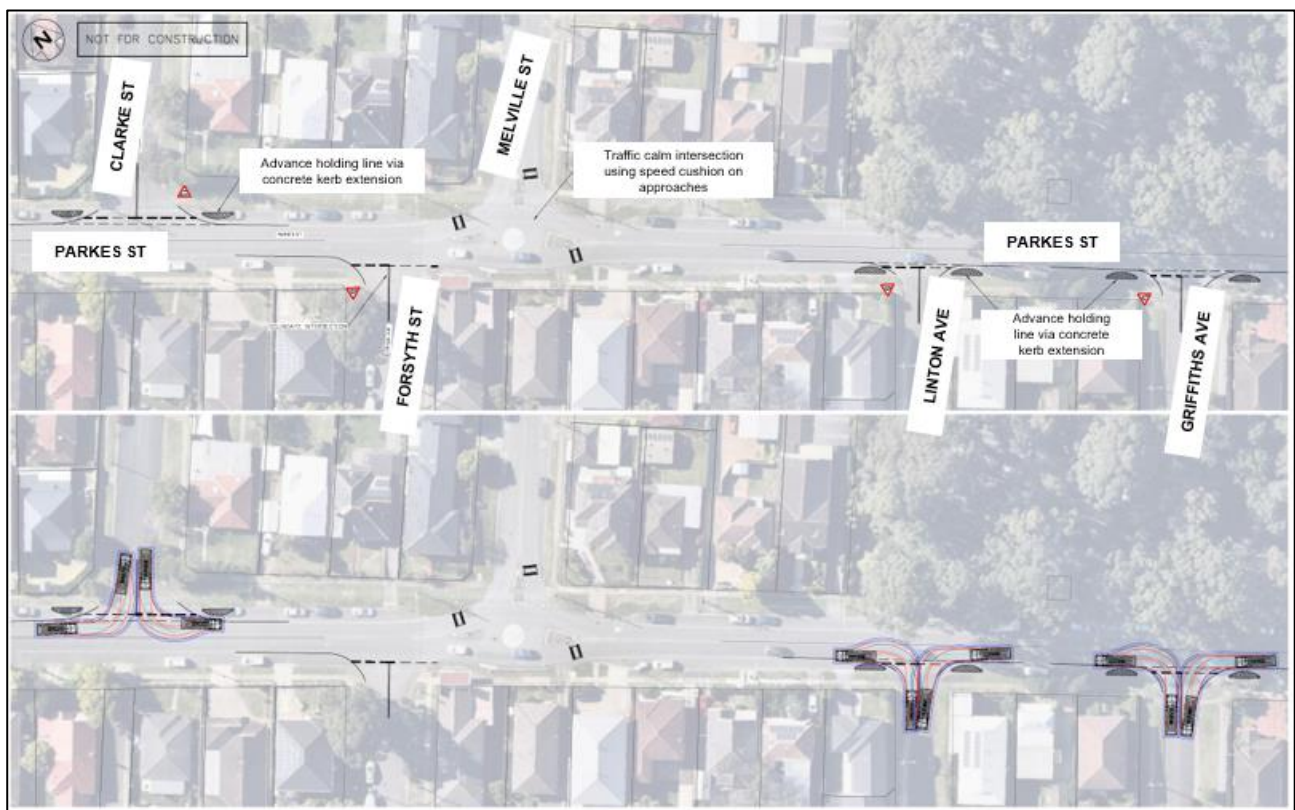 N
NOT FOR CONSTRUCTION
CLARKE ST
Advance holding line via
concrete kerb extension
MELVILLE ST
Traffic calm intersection
using speed cushion on
approaches
PARKES ST
PARKES ST
FORSYTH ST
LINTON AVE
Advance holding
line via concrete
kerb extension
GRIFFITHS AVE